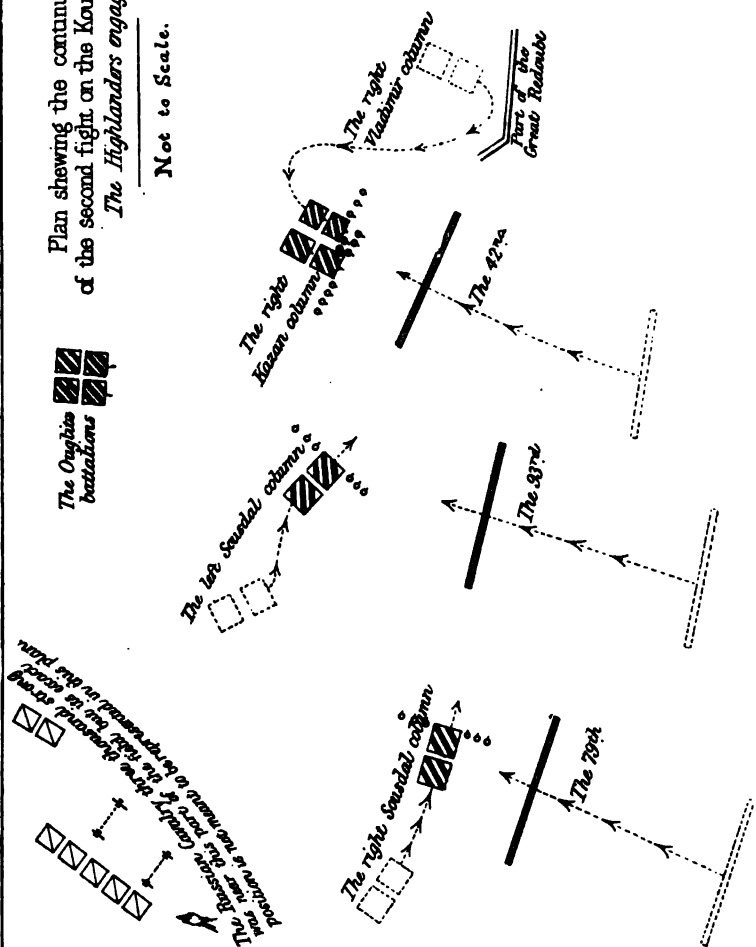 Plan shewing the continu
of the second fight on the Kou
The Highlanders engag
Not to Scale.
The right
Vladimir column
Part of the
Great Redoubt
The right
Kazan column
The 42nd
The Ouglitz
battalions
The left Sousdal column
The 93rd
The Russian Cavalry three thousand strong
was near this part of the field but its exact
position is not meant to be represented in this plan
The right Sousdal column
The 79th